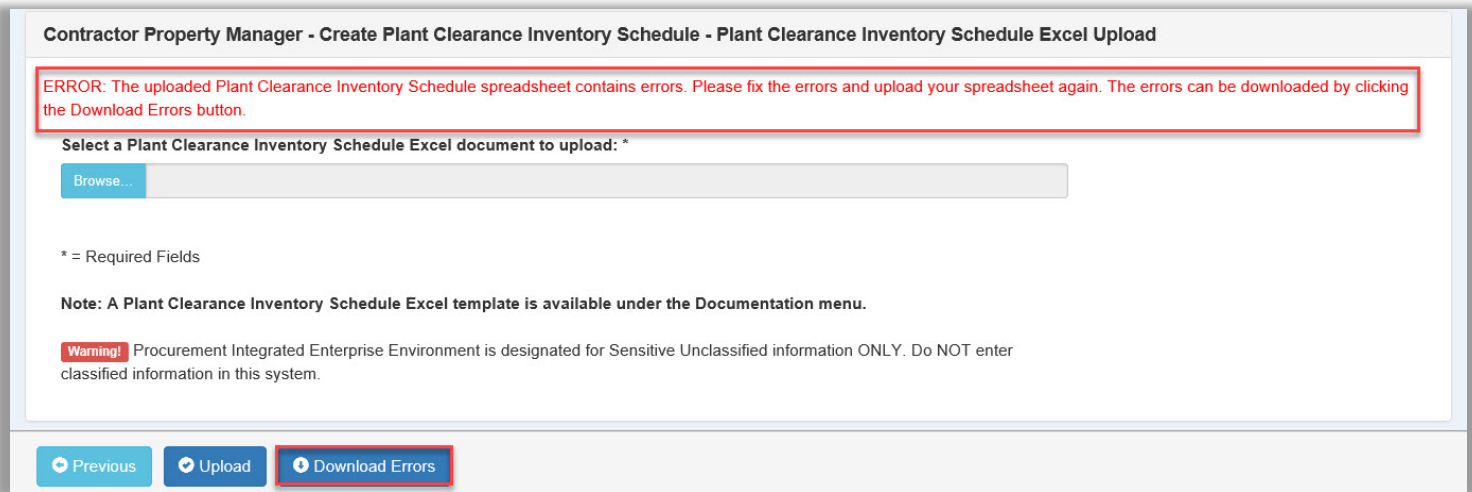 Contractor Property Manager - Create Plant Clearance Inventory Schedule - Plant Clearance Inventory Schedule Excel Upload
ERROR: The uploaded Plant Clearance Inventory Schedule spreadsheet contains errors. Please fix the errors and upload your spreadsheet again. The errors can be downloaded by clicking
the Download Errors button.
Select a Plant Clearance Inventory Schedule Excel document to upload: *
Browse...
* = Required Fields
Note: A Plant Clearance Inventory Schedule Excel template is available under the Documentation menu.
Warning! Procurement Integrated Enterprise Environment is designated for Sensitive Unclassified information ONLY. Do NOT enter
classified information in this system.
Previous Upload Download Errors